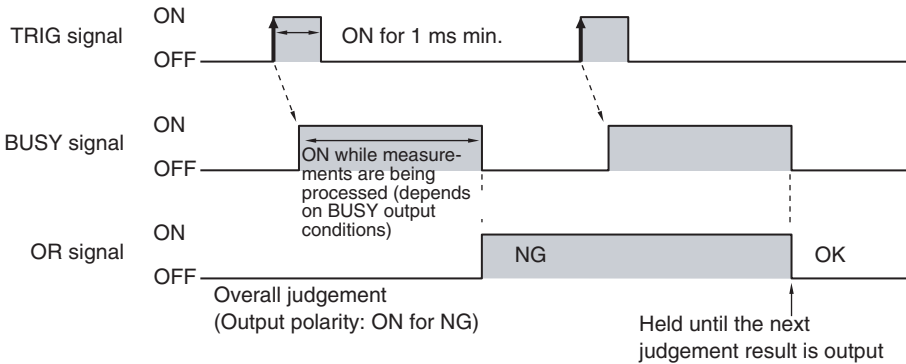 ON
TRIG signal
ON for 1 ms min.
OFF
ON
BUSY signal
OFF
ON while measure-
ments are being
processed (depends
on BUSY output
conditions)
ON
OR signal
NG
OK
OFF
Overall judgement
(Output polarity: ON for NG)
Held until the next
judgement result is output